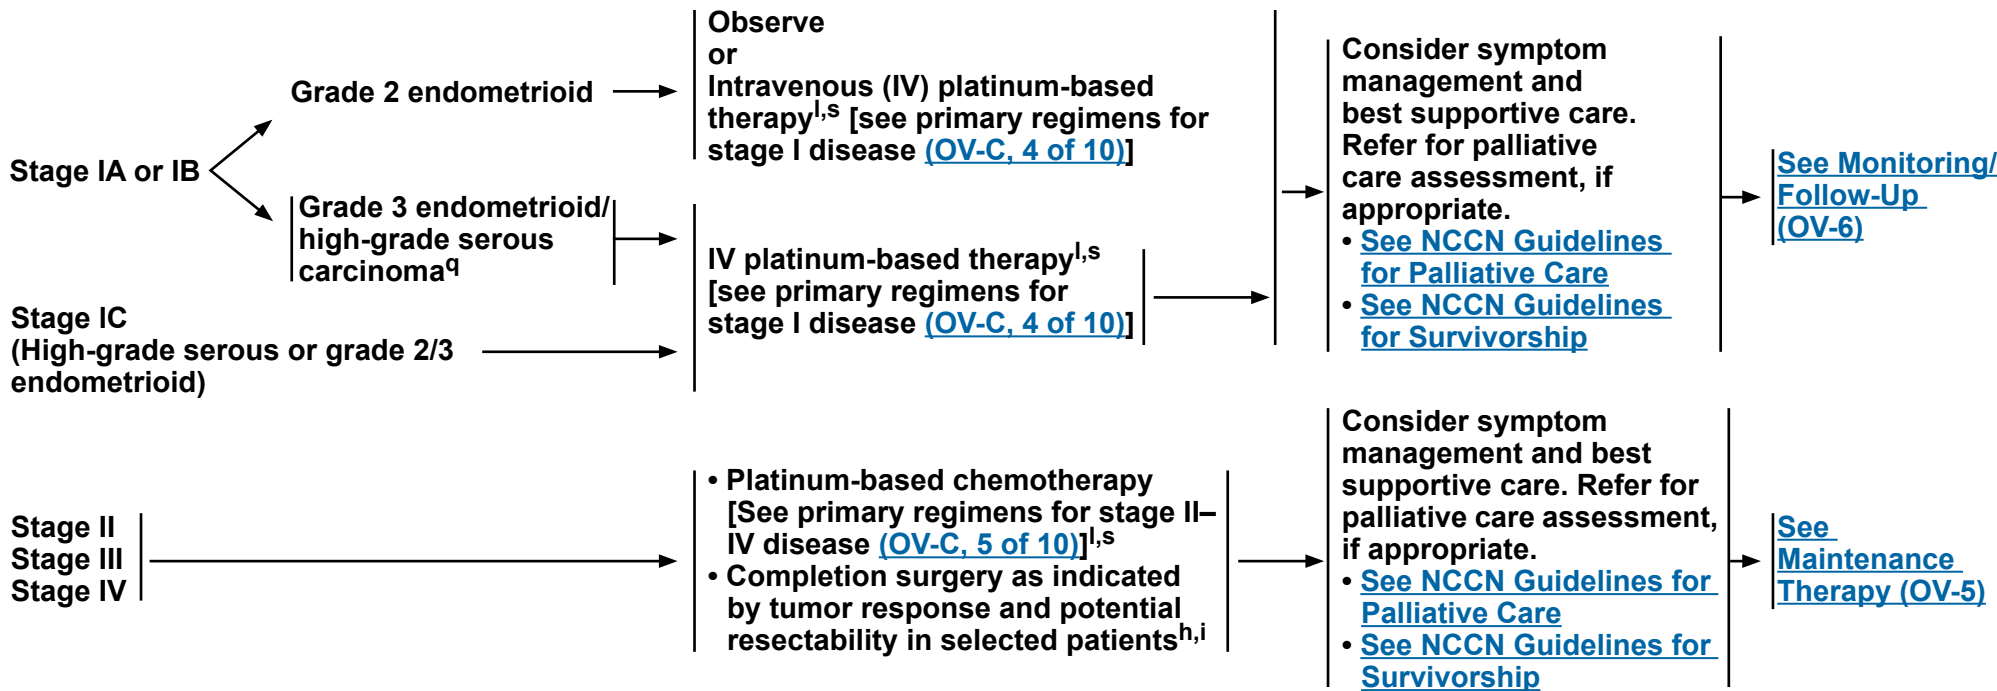 Stage IA or IB
Grade 2 endometrioid
Observe
or
Intravenous (IV) platinum-based
therapyl,s [see primary regimens for
stage I disease (OV-C, 4 of 10)]
Grade 3 endometrioid/
high-grade serous
carcinomaq
Stage IC
(High-grade serous or grade 2/3
endometrioid)
IV platinum-based therapyl,s
[see primary regimens for
stage I disease (OV-C, 4 of 10)]
Consider symptom
management and
best supportive care.
Refer for palliative
care assessment, if
appropriate.
• See NCCN Guidelines
for Palliative Care
• See NCCN Guidelines
for Survivorship
See Monitoring/
Follow-Up
(OV-6)
Stage II
Stage III
Stage IV
• Platinum-based chemotherapy
[See primary regimens for stage II–
IV disease (OV-C, 5 of 10)]l,s
• Completion surgery as indicated
by tumor response and potential
resectability in selected patientsh,i
Consider symptom
management and best
supportive care. Refer for
palliative care assessment,
if appropriate.
• See NCCN Guidelines for
Palliative Care
• See NCCN Guidelines for
Survivorship
See
Maintenance
Therapy (OV-5)